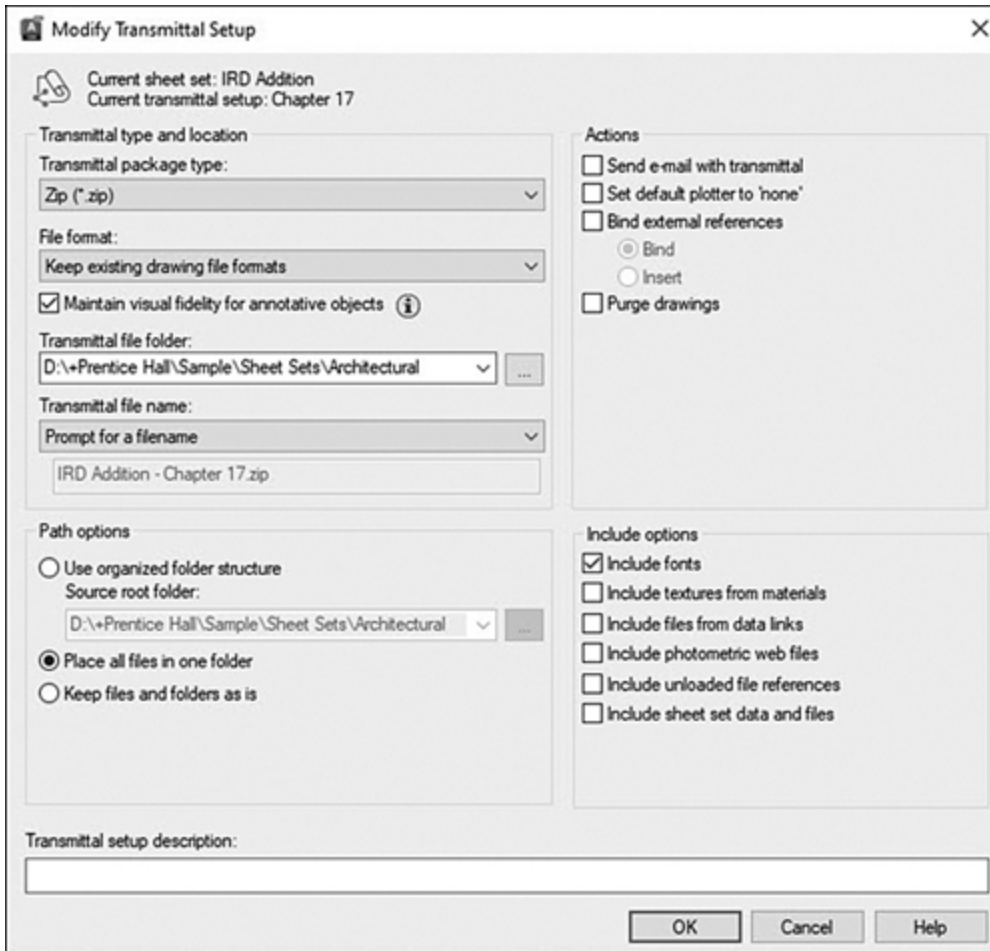 Modify Transmittal Setup
Current sheet set: IRD Addition
Current transmittal setup: Chapter 17
Transmittal type and location
Transmittal package type:
Zip (*.zip)
File format:
Keep existing drawing file formats
Maintain visual fidelity for annotative objects
Transmittal file folder:
D:\+Prentice Hall\Sample\Sheet Sets\Architectural
...
Transmittal file name:
Prompt for a filename
IRD Addition - Chapter 17.zip
Actions
Send e-mail with transmittal
Set default plotter to 'none'
Bind external references
Bind
Insert
Purge drawings
Path options
Use organized folder structure
Source root folder:
D:\+Prentice Hall\Sample\Sheet Sets\Architectural
...
Place all files in one folder
Keep files and folders as is
Include options
Include fonts
Include textures from materials
Include files from data links
Include photometric web files
Include unloaded file references
Include sheet set data and files
Transmittal setup description:
OK
Cancel
Help